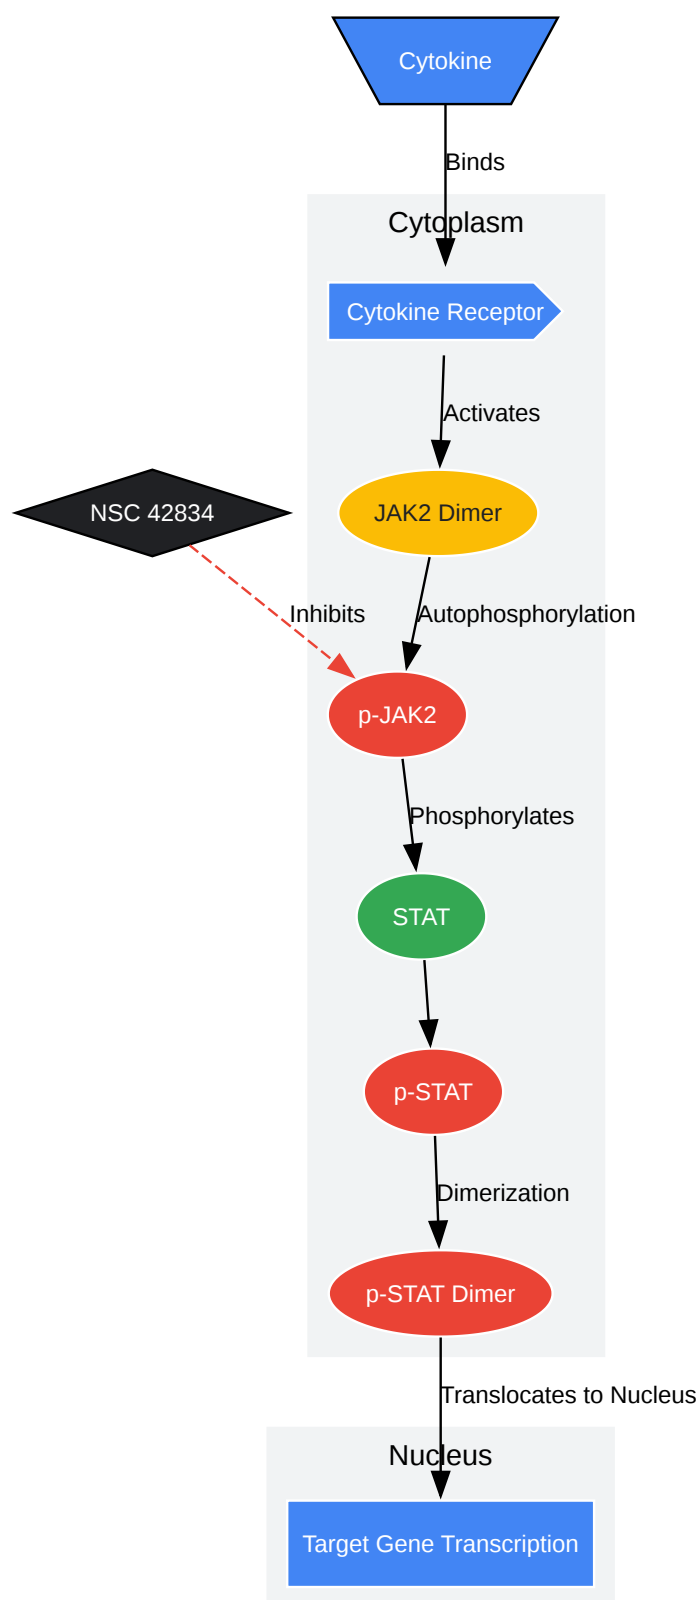 Cytokine
Binds
Cytoplasm
Cytokine Receptor
Activates
NSC 42834
JAK2 Dimer
Inhibits
Autophosphorylation
p-JAK2
Phosphorylates
STAT
p-STAT
Dimerization
p-STAT Dimer
Translocates to Nucleus
Nucleus
Target Gene Transcription